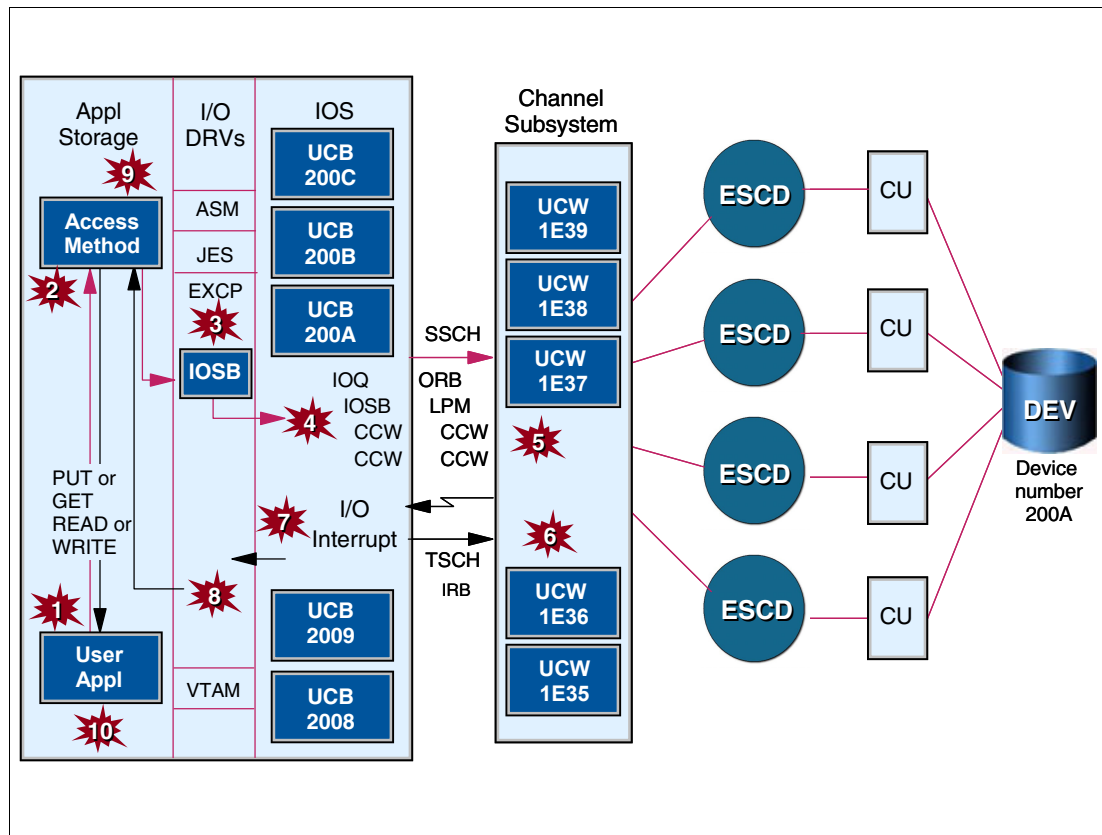 Appl
Storage
I/O
DRVs
IOS
Channel
Subsystem
9
Access
Method
2
ASM
JES
EXCP
3
IOSB
UCB
200C
UCB
200B
UCB
200A
IOQ
IOSB
CCW
CCW
4
SSCH
ORB
LPM
CCW
CCW
UCW
1E39
UCW
1E38
UCW
1E37
5
ESCD
CU
ESCD
CU
ESCD
CU
ESCD
CU
DEV
Device
number
200A
PUT or
GET
READ or
WRITE
7
I/O
Interrupt
6
TSCH
IRB
8
1
User
Appl
10
VTAM
UCB
2009
UCB
2008
UCW
1E36
UCW
1E35